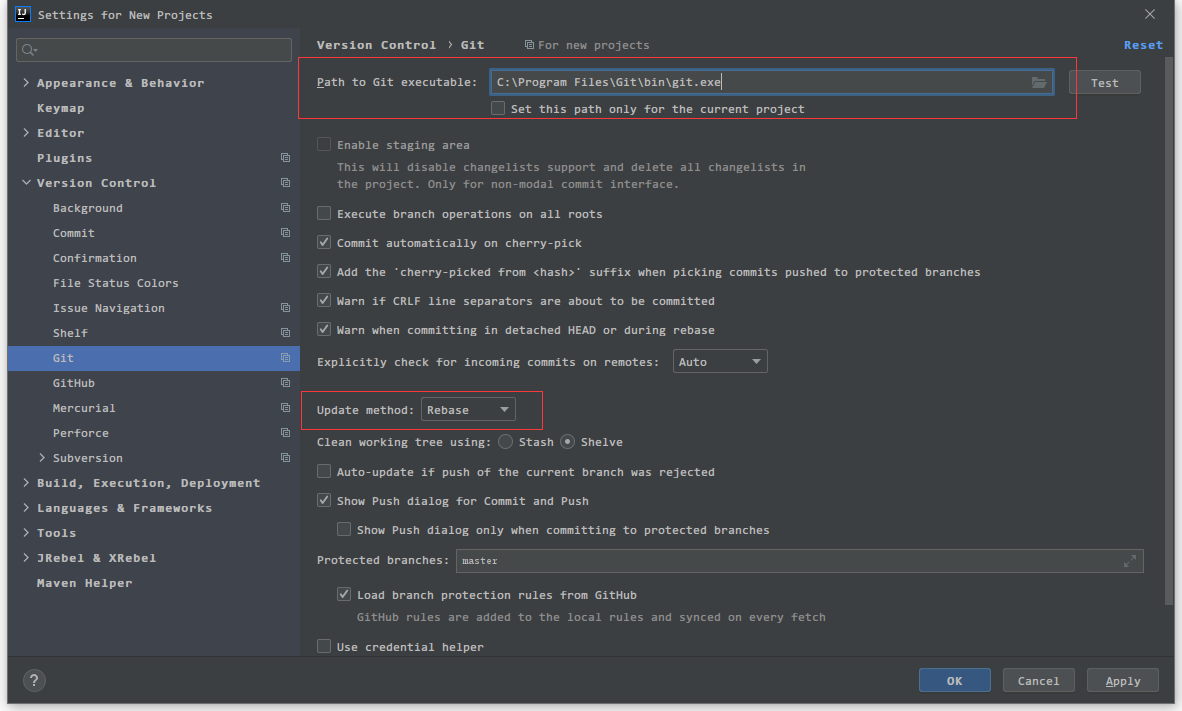 IJ
Settings for New Projects
Version Control › Git
For new projects
Reset
Path to Git executable:
C:\Program Files\Git\bin\git.exe
Test
Set this path only for the current project
Appearance & Behavior
Keymap
Editor
Plugins
Version Control
Background
Commit
Confirmation
File Status Colors
Issue Navigation
Shelf
Git
GitHub
Mercurial
Perforce
Subversion
Build, Execution, Deployment
Languages & Frameworks
Tools
JRebel & XRebel
Maven Helper
Enable staging area
This will disable changelists support and delete all changelists in
the project. Only for non-modal commit interface.
Execute branch operations on all roots
Commit automatically on cherry-pick
Add the 'cherry-picked from <hash>' suffix when picking commits pushed to protected branches
Warn if CRLF line separators are about to be committed
Warn when committing in detached HEAD or during rebase
Explicitly check for incoming commits on remotes: Auto
Update method: Rebase
Clean working tree using: Stash Shelve
Auto-update if push of the current branch was rejected
Show Push dialog for Commit and Push
Show Push dialog only when committing to protected branches
Protected branches: master
Load branch protection rules from GitHub
GitHub rules are added to the local rules and synced on every fetch
Use credential helper
?
OK
Cancel
Apply